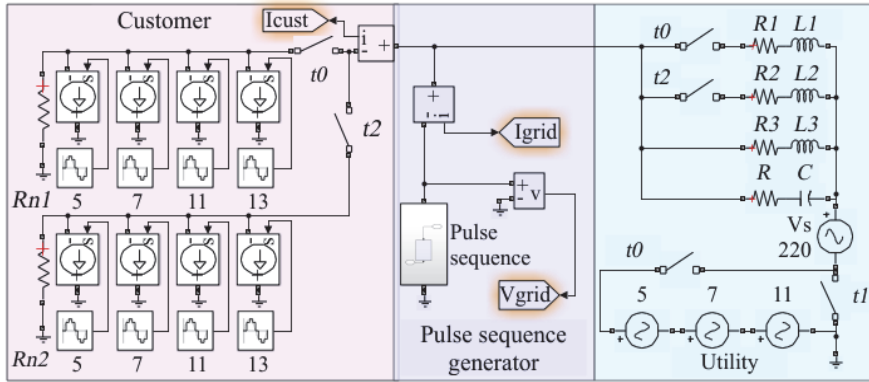 Customer
Icust
i
+
t0
S S S S
5 7 11 13
Rn1
t2
S S S S
5 7 11 13
Rn2
+
i
Igrid
+
-
v
Pulse
sequence
Vgrid
Pulse sequence
generator
t0
R1 L1
t2
R2 L2
R3 L3
R C
+
Vs
220
t0
t1
5 7 11
+ + +
Utility